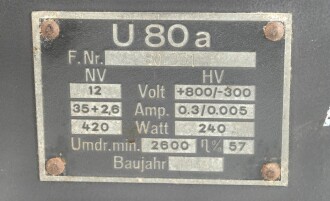 U 80 a
F. Nr.
NV HV
12 Volt +800/-300
35+2,6 Amp. 0.3/0.005
420 Watt 240
Umdr. min. 2600 η% 57
Baujahr